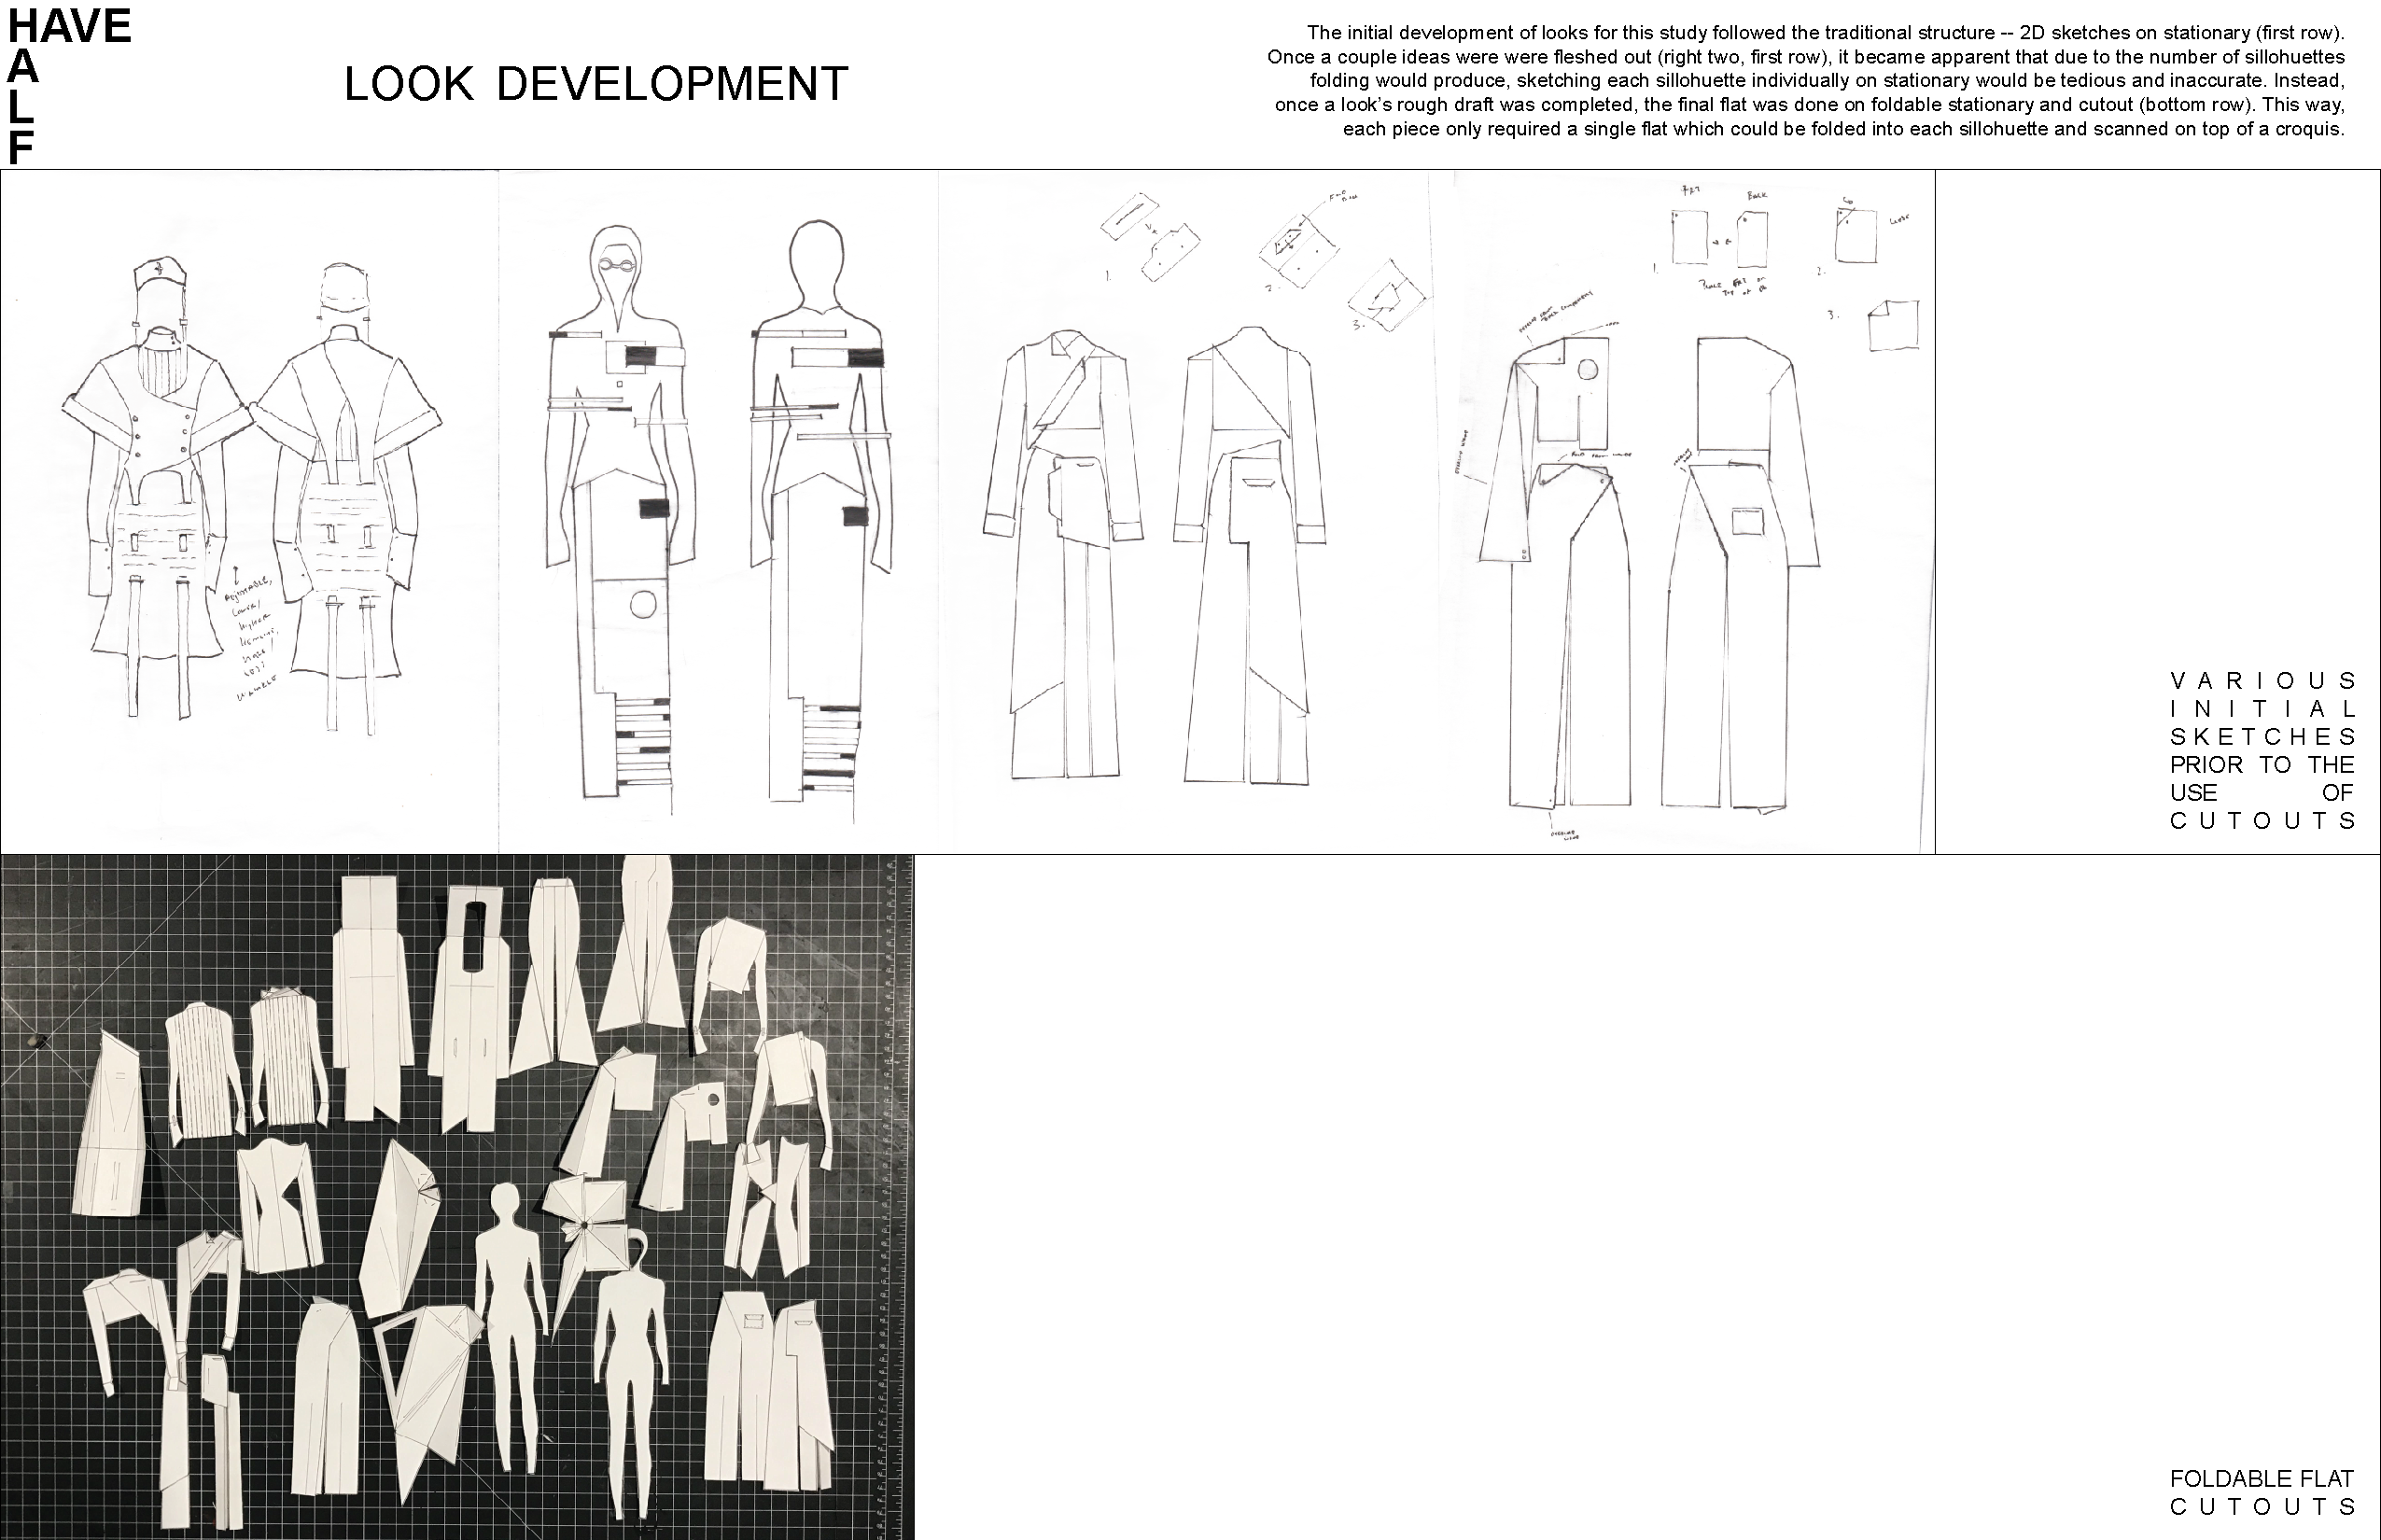 HAVE
A
L
F
LOOK DEVELOPMENT
The initial development of looks for this study followed the traditional structure -- 2D sketches on stationary (first row).
Once a couple ideas were were fleshed out (right two, first row), it became apparent that due to the number of sillohuettes
folding would produce, sketching each sillohuette individually on stationary would be tedious and inaccurate. Instead,
once a look's rough draft was completed, the final flat was done on foldable stationary and cutout (bottom row). This way,
each piece only required a single flat which could be folded into each sillohuette and scanned on top of a croquis.
1.
2.
3.
BACK
1.
2.
3.
ADJUSTABLE,
LOWER/
HIGHER
VARIOUS
INITIAL
SKETCHES
PRIOR TO THE
USE OF
CUTOUTS
FOLDABLE FLAT
CUTOUTS